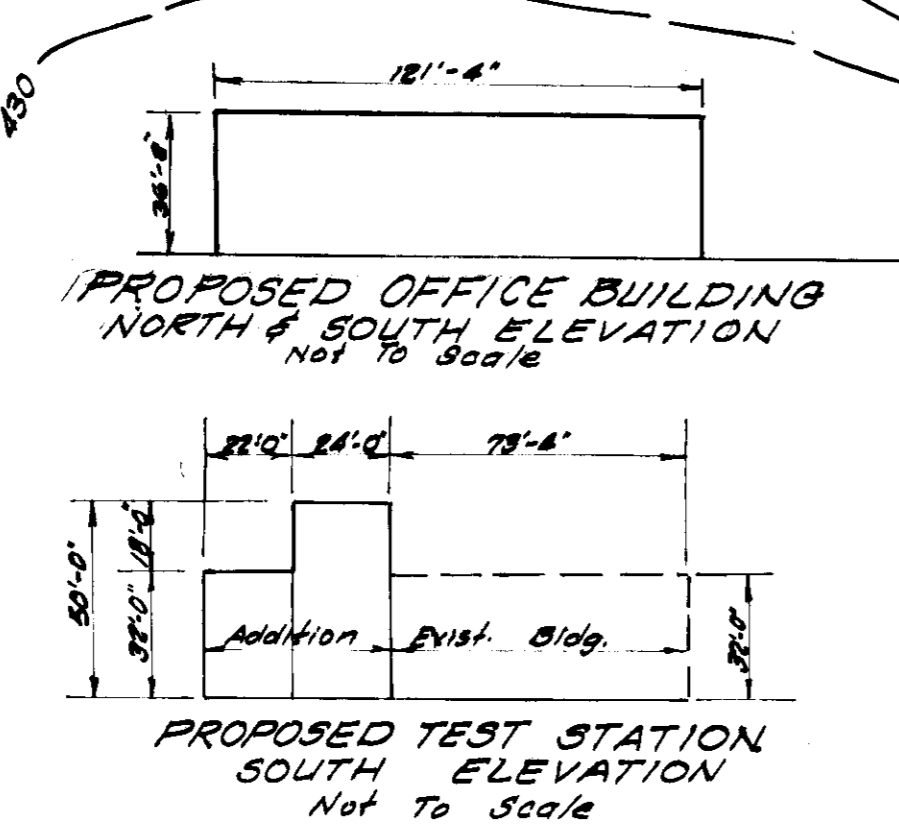 430
121'-4"
36'-8"
PROPOSED OFFICE BUILDING
NORTH & SOUTH ELEVATION
Not To Scale
22'0" 24'-0" 73'-4"
50'-0"
18'-0"
32'-0"
Addition Exist. Bldg.
32'-0"
PROPOSED TEST STATION
SOUTH ELEVATION
Not To Scale